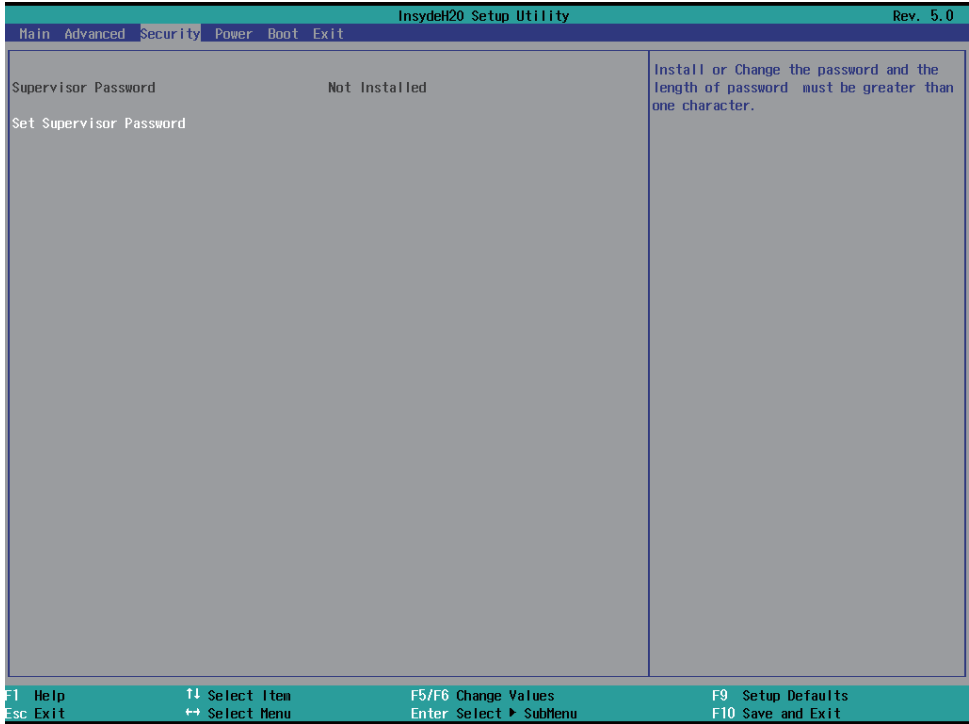 InsydeH20 Setup Utility Rev. 5.0
Main Advanced Security Power Boot Exit
Supervisor Password Not Installed
Set Supervisor Password
Install or Change the password and the
length of password must be greater than
one character.
F1 Help ↑↓ Select Item F5/F6 Change Values F9 Setup Defaults
Esc Exit ↔ Select Menu Enter Select ▶ SubMenu F10 Save and Exit